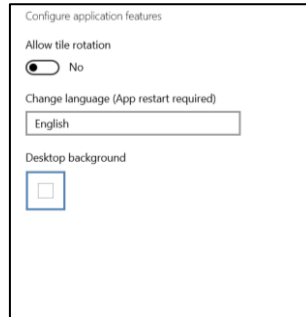 Configure application features
Allow tile rotation
No
Change language (App restart required)
English
Desktop background